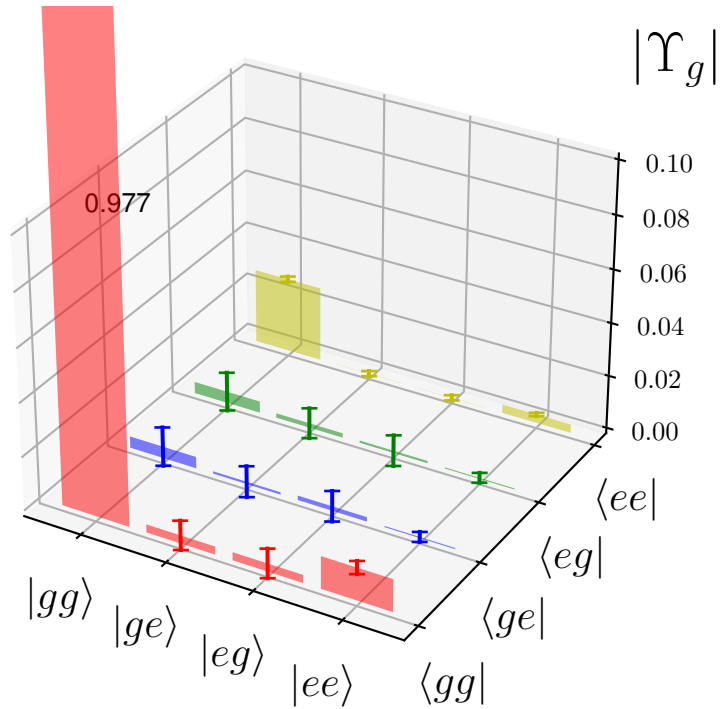 |ϒ_g|
0.977
0.10
0.08
0.06
0.04
0.02
0.00
|gg⟩
|ge⟩
|eg⟩
|ee⟩
⟨gg|
⟨ge|
⟨eg|
⟨ee|